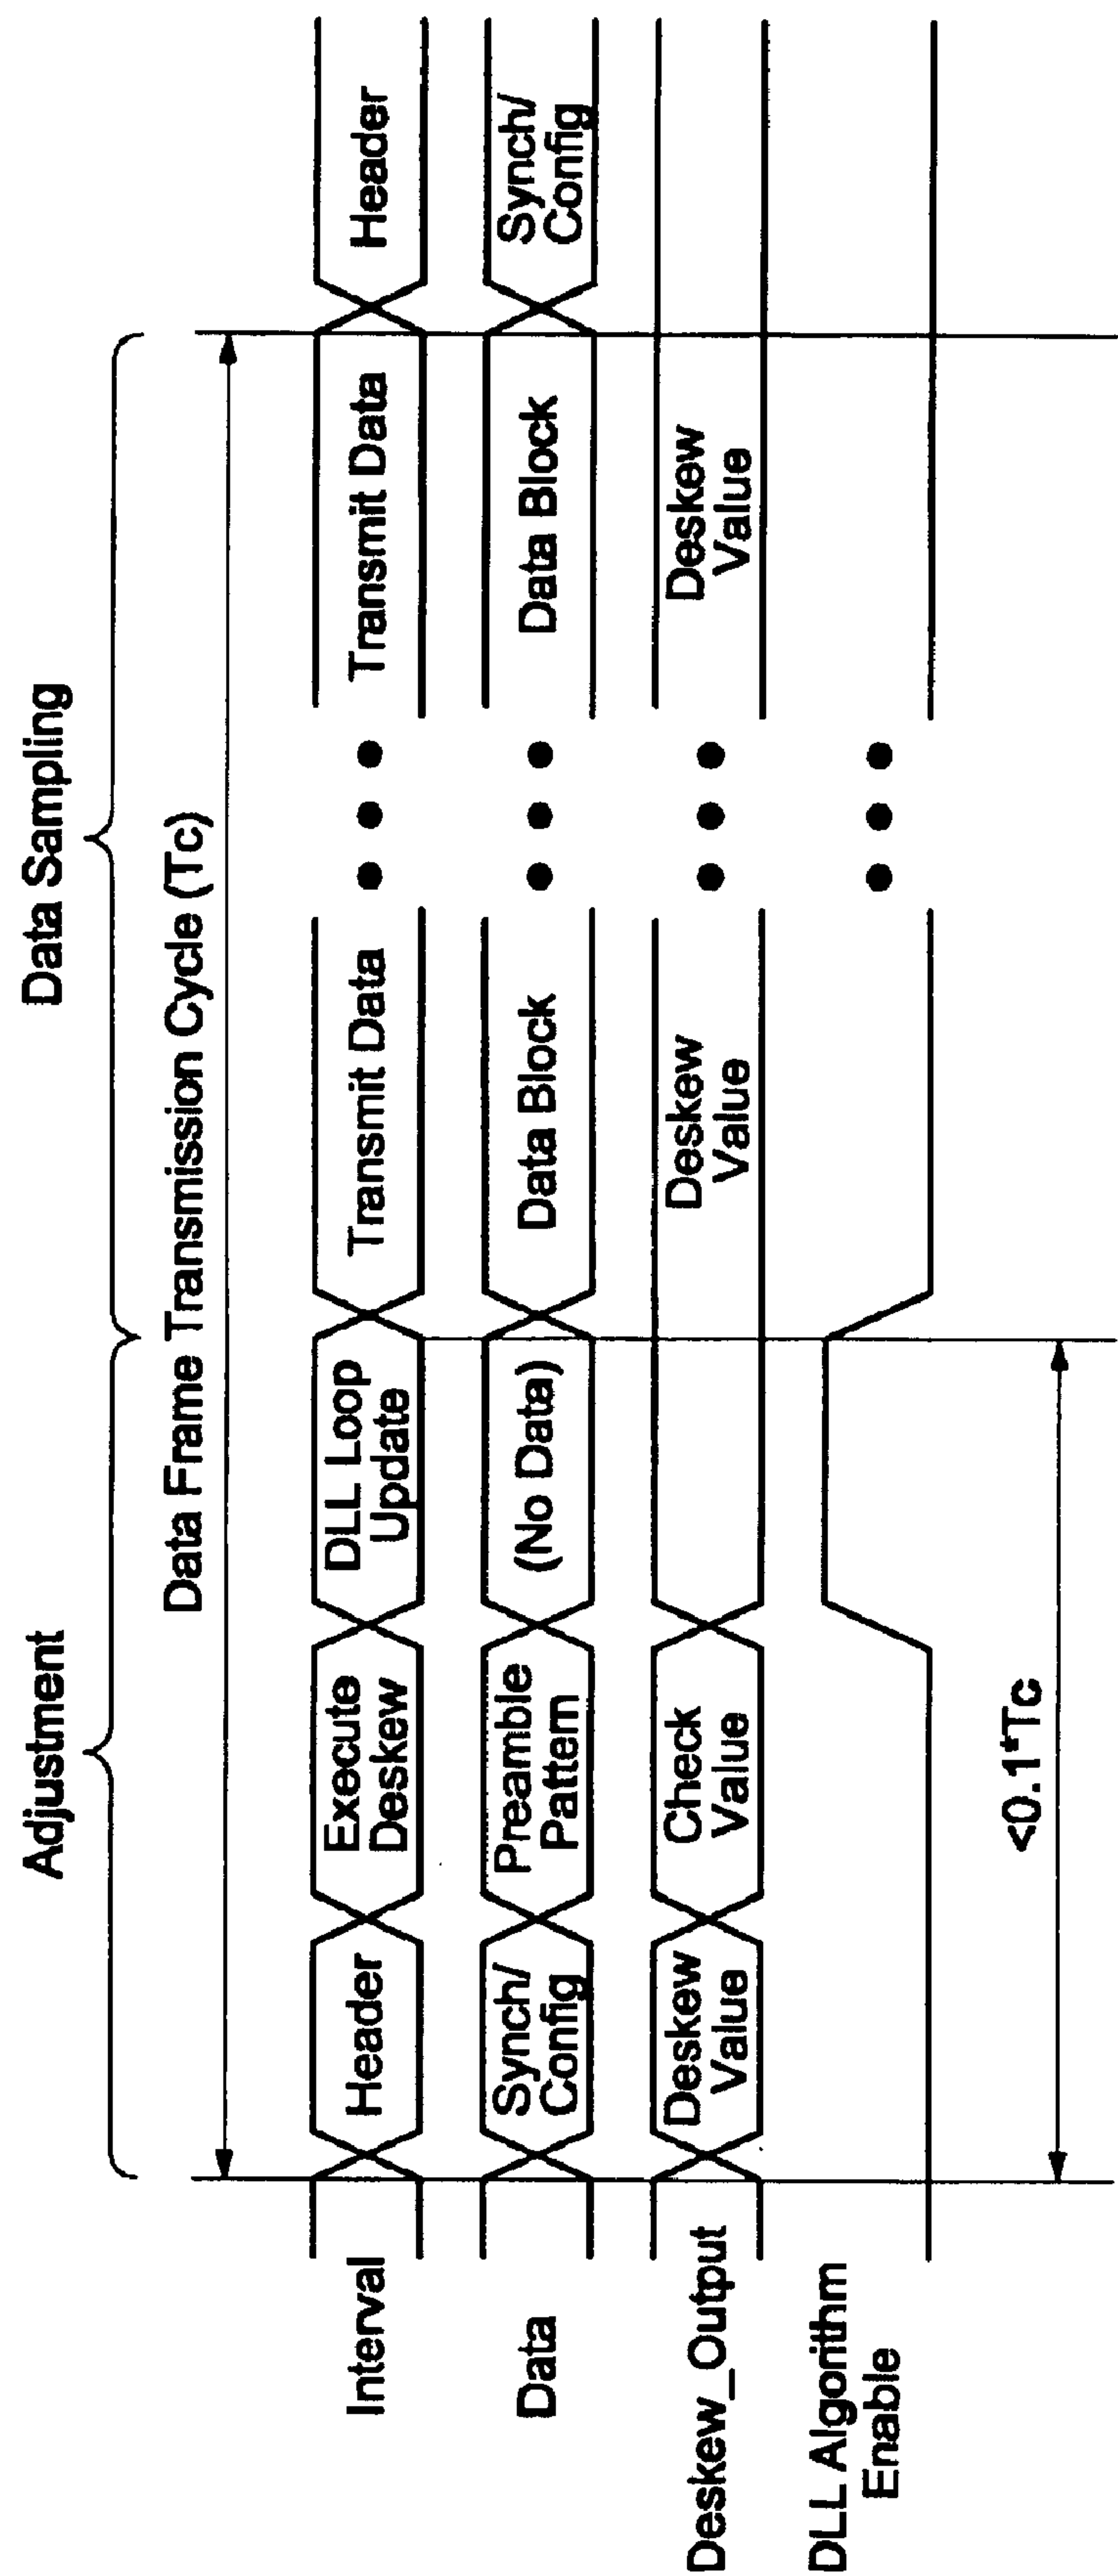 Adjustment
Data Sampling
Data Frame Transmission Cycle (Tc)
Interval
Header
Execute
Deskew
DLL Loop
Update
Transmit Data
Transmit Data
Header
Data
Synch/
Config
Preamble
Pattern
(No Data)
Data Block
Data Block
Synch/
Config
Deskew_Output
Deskew
Value
Check
Value
Deskew
Value
Deskew
Value
DLL Algorithm
Enable
<0.1*Tc